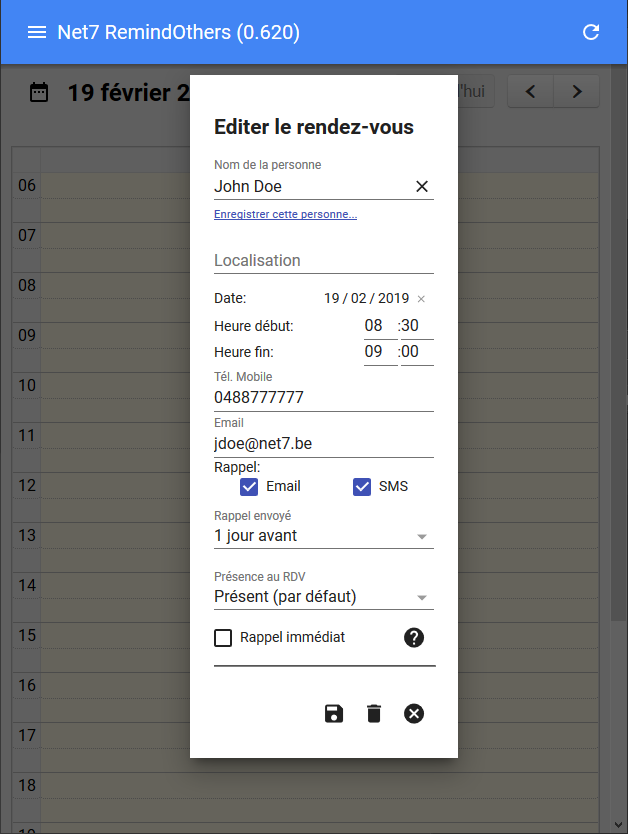 Net7 RemindOthers (0.620)
19 février 2
'hui
Editer le rendez-vous
Nom de la personne
John Doe
Enregistrer cette personne...
Localisation
Date: 19 / 02 / 2019
Heure début: 08 :30
Heure fin: 09 :00
Tél. Mobile
0488777777
Email
jdoe@net7.be
Rappel:
Email SMS
Rappel envoyé
1 jour avant
Présence au RDV
Présent (par défaut)
Rappel immédiat
06
07
08
09
10
11
12
13
14
15
16
17
18
19